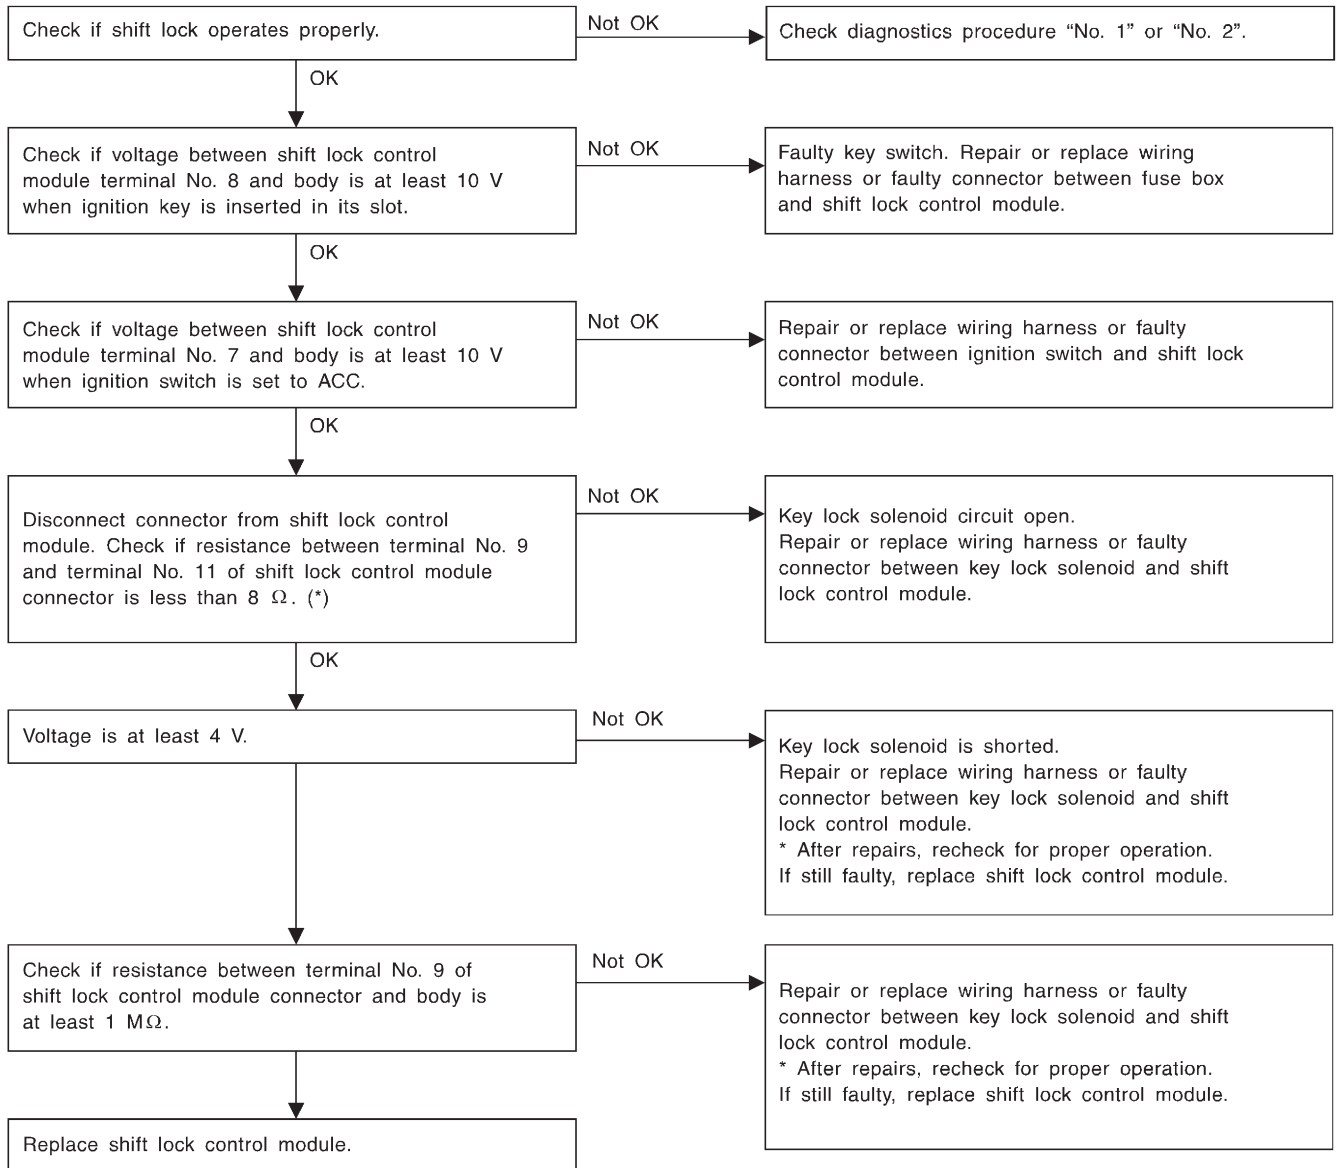 Check if shift lock operates properly.
Not OK
Check diagnostics procedure “No. 1” or “No. 2”.
OK
Check if voltage between shift lock control
module terminal No. 8 and body is at least 10 V
when ignition key is inserted in its slot.
Not OK
Faulty key switch. Repair or replace wiring
harness or faulty connector between fuse box
and shift lock control module.
OK
Check if voltage between shift lock control
module terminal No. 7 and body is at least 10 V
when ignition switch is set to ACC.
Not OK
Repair or replace wiring harness or faulty
connector between ignition switch and shift lock
control module.
OK
Disconnect connector from shift lock control
module. Check if resistance between terminal No. 9
and terminal No. 11 of shift lock control module
connector is less than 8 Ω. (*)
Not OK
Key lock solenoid circuit open.
Repair or replace wiring harness or faulty
connector between key lock solenoid and shift
lock control module.
OK
Voltage is at least 4 V.
Not OK
Key lock solenoid is shorted.
Repair or replace wiring harness or faulty
connector between key lock solenoid and shift
lock control module.
* After repairs, recheck for proper operation.
If still faulty, replace shift lock control module.
Check if resistance between terminal No. 9 of
shift lock control module connector and body is
at least 1 MΩ.
Not OK
Repair or replace wiring harness or faulty
connector between key lock solenoid and shift
lock control module.
* After repairs, recheck for proper operation.
If still faulty, replace shift lock control module.
Replace shift lock control module.